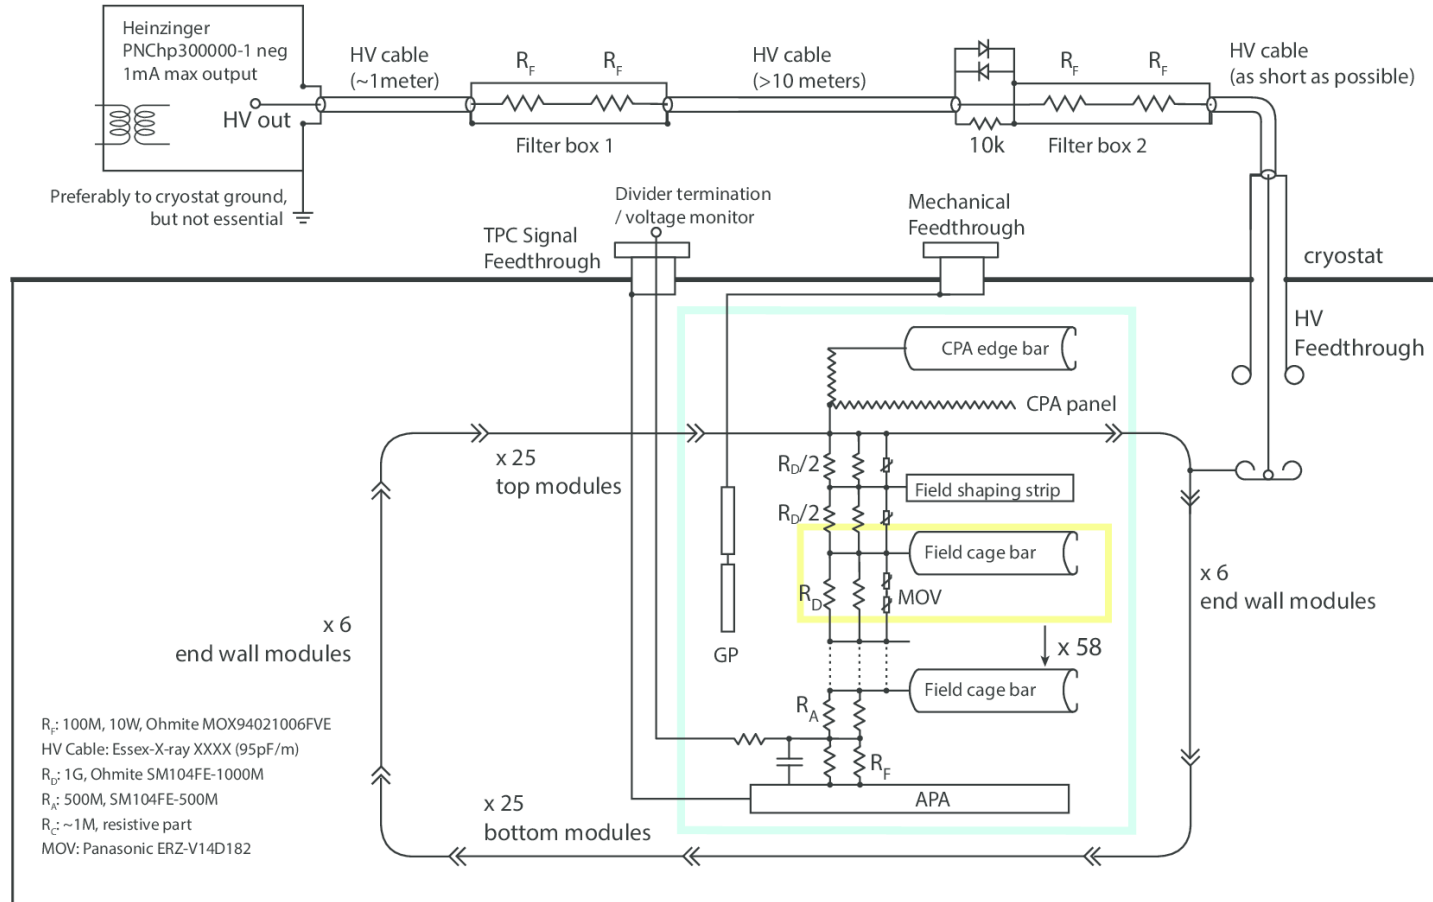 Heinzinger
PNChp300000-1 neg
1mA max output
HV out
HV cable
(~1meter)
R_F
R_F
Filter box 1
HV cable
(>10 meters)
10k
R_F
R_F
Filter box 2
HV cable
(as short as possible)
Preferably to cryostat ground,
but not essential
Divider termination
/ voltage monitor
TPC Signal
Feedthrough
Mechanical
Feedthrough
cryostat
HV
Feedthrough
CPA edge bar
CPA panel
x 25
top modules
R_D/2
Field shaping strip
R_D/2
Field cage bar
R_D
MOV
x 6
end wall modules
x 6
end wall modules
GP
x 58
Field cage bar
R_A
R_F
APA
x 25
bottom modules
R_F: 100M, 10W, Ohmite MOX94021006FVE
HV Cable: Essex-X-ray XXXX (95pF/m)
R_D: 1G, Ohmite SM104FE-1000M
R_A: 500M, SM104FE-500M
R_C: ~1M, resistive part
MOV: Panasonic ERZ-V14D182